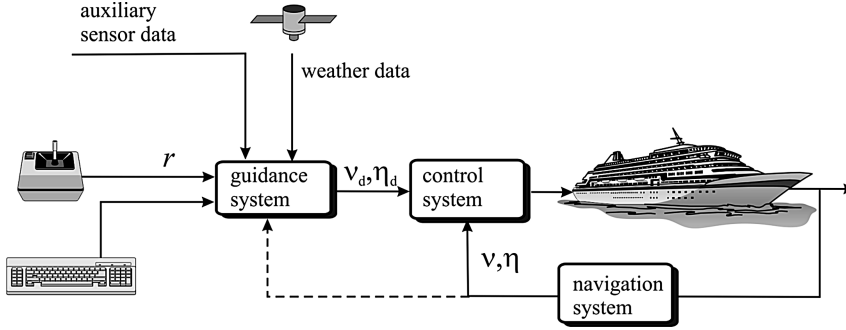 auxiliary
sensor data
weather data
r
guidance
system
νd,ηd
control
system
ν,η
navigation
system